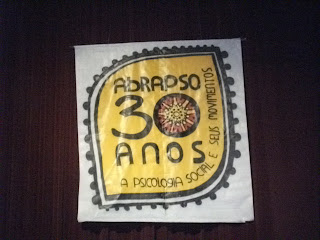 ABRAPSO
30
ANOS
A PSICOLOGIA SOCIAL E SEUS MOVIMENTOS